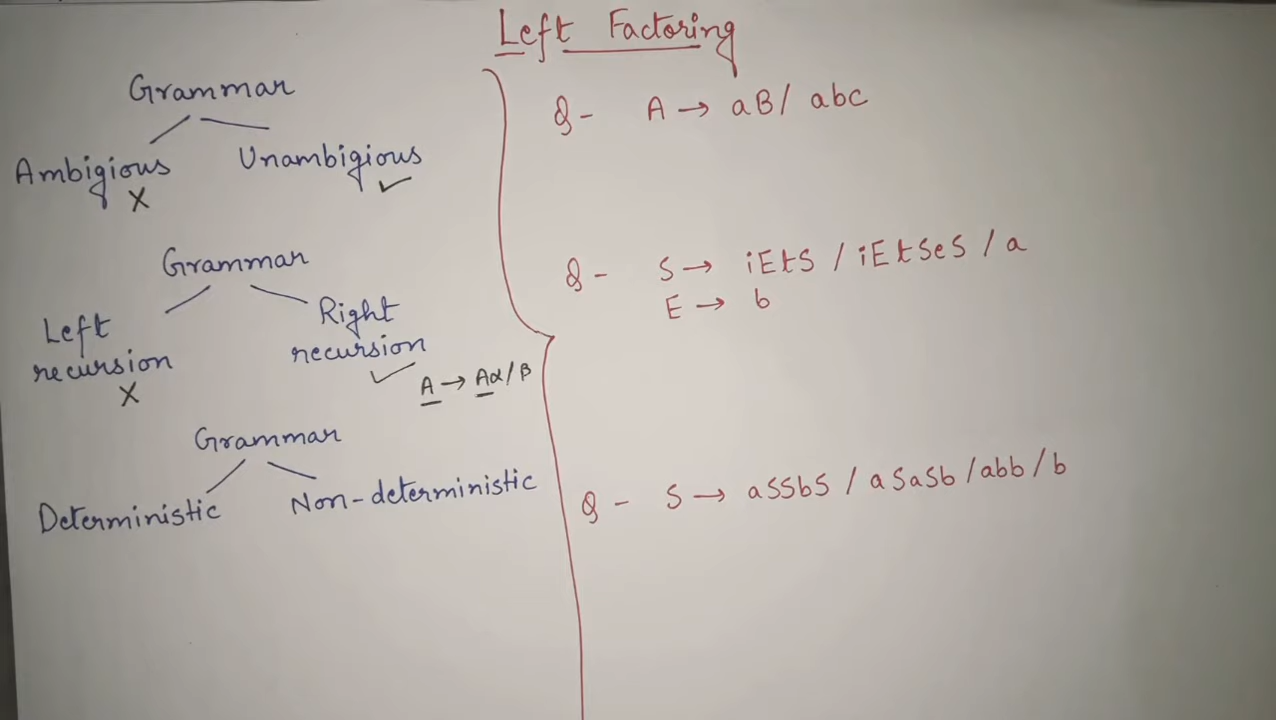 Left Factoring
Grammar
Ambigious Unambigious
X ✓
Grammar
Left recursion
X
Right recursion
✓
A → Aα / β
Grammar
Deterministic Non-deterministic
Q - A → aB / abc
Q - S → iEtS / iEtSeS / a
E → b
Q - S → aSSbS / aSaSb / abb / b